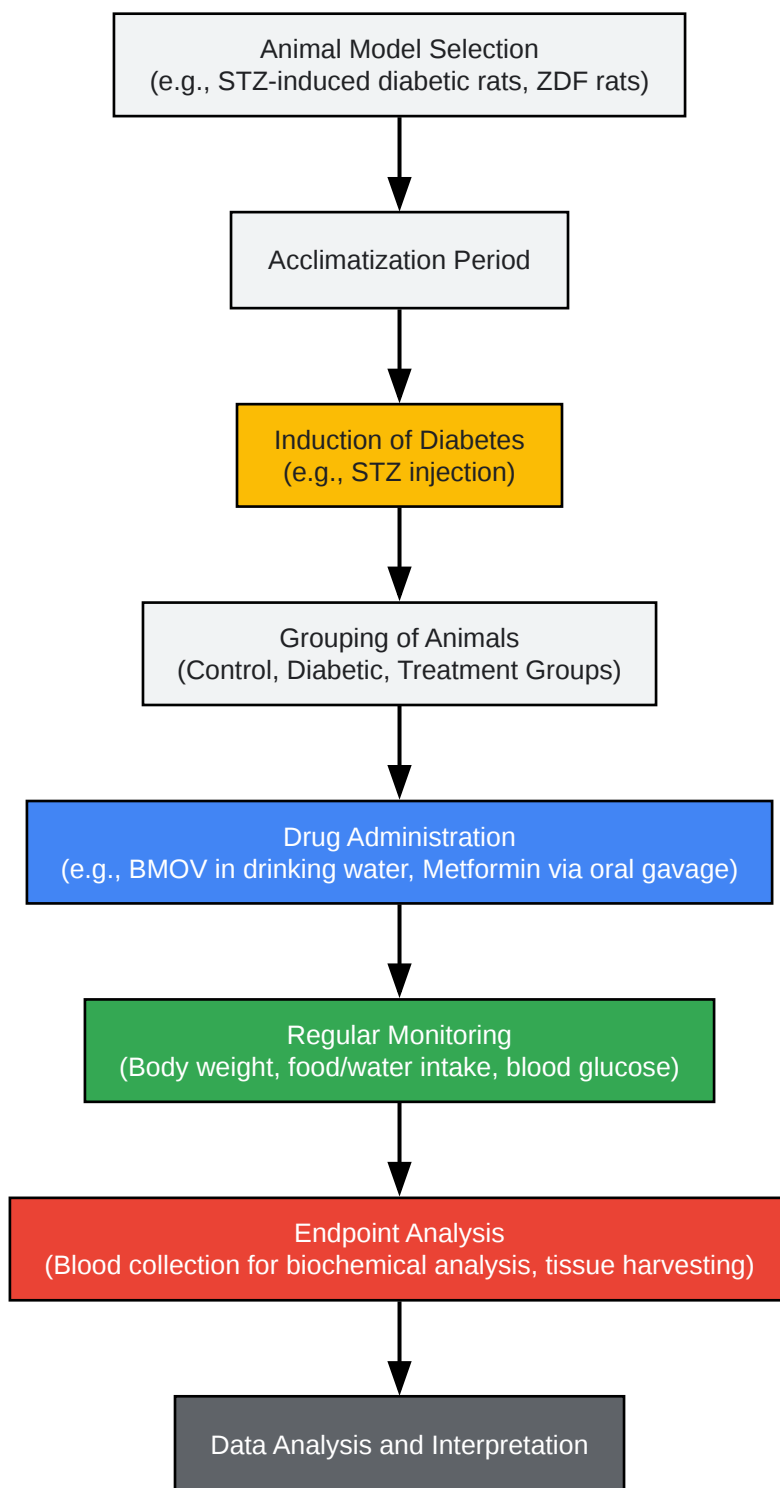 Animal Model Selection
(e.g., STZ-induced diabetic rats, ZDF rats)
Acclimatization Period
Induction of Diabetes
(e.g., STZ injection)
Grouping of Animals
(Control, Diabetic, Treatment Groups)
Drug Administration
(e.g., BMOV in drinking water, Metformin via oral gavage)
Regular Monitoring
(Body weight, food/water intake, blood glucose)
Endpoint Analysis
(Blood collection for biochemical analysis, tissue harvesting)
Data Analysis and Interpretation